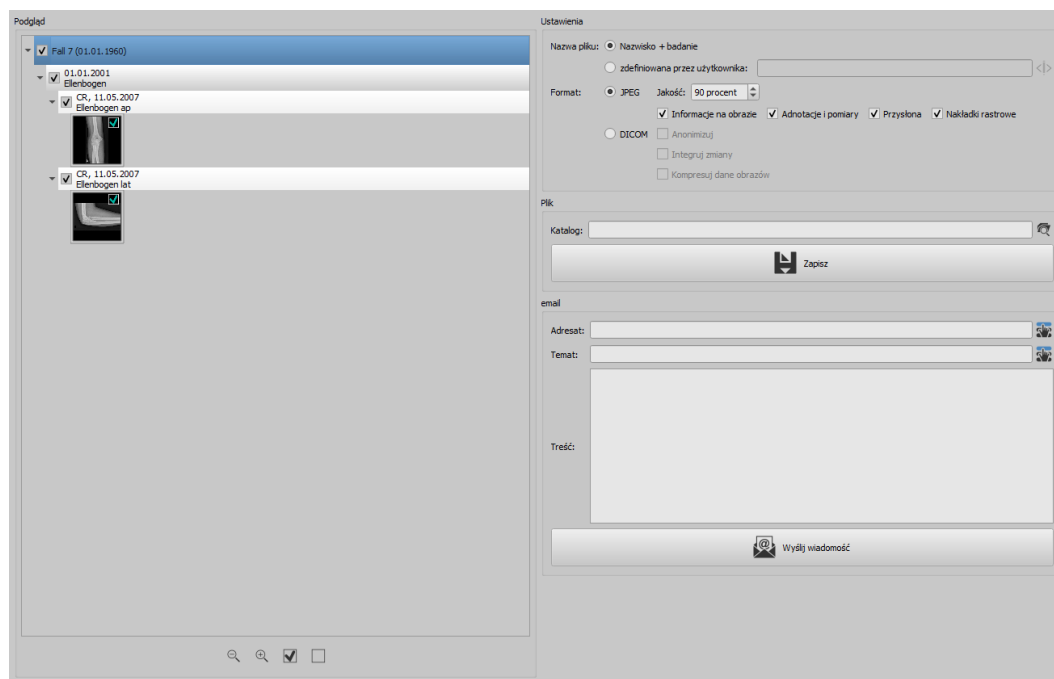 Podgląd
Fall 7 (01.01.1960)
01.01.2001
Ellenbogen
CR, 11.05.2007
Ellenbogen ap
CR, 11.05.2007
Ellenbogen lat
Ustawienia
Nazwa pliku: Nazwisko + badanie
zdefiniowana przez użytkownika:
Format: JPEG Jakość: 90 procent
Informacje na obrazie Adnotacje i pomiary Przysłona Nakładki rastrowe
DICOM Anonimizuj
Integruj zmiany
Kompresuj dane obrazów
Plik
Katalog:
Zapisz
email
Adresat:
Temat:
Treść:
Wyślij wiadomość